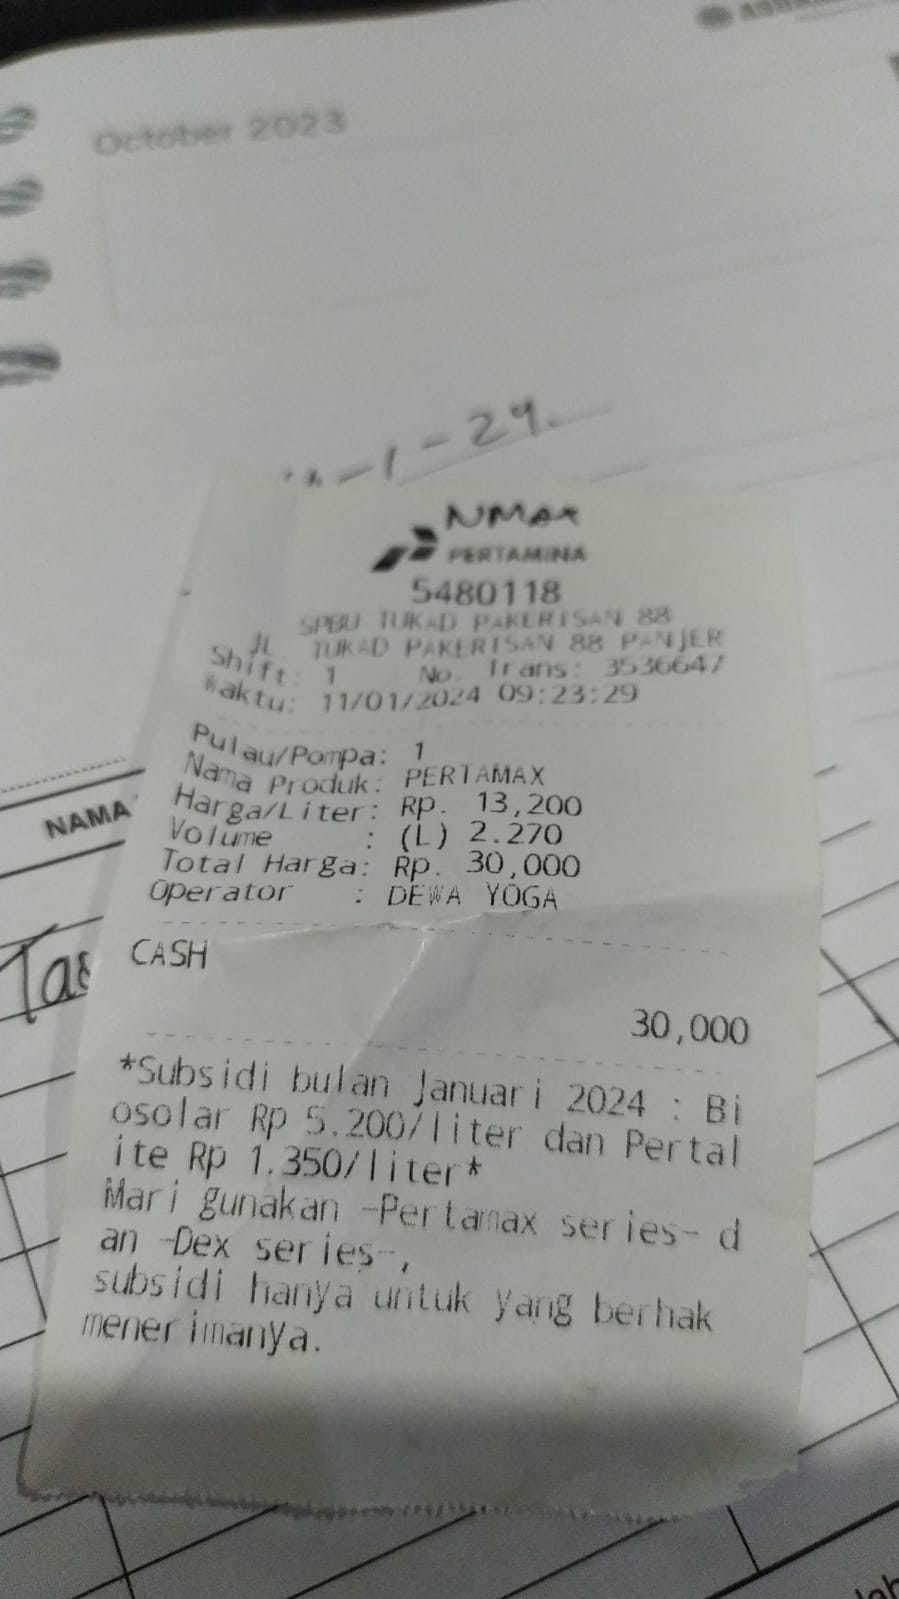 October 2023
-1-24.
NMAX
PERTAMINA
5480118
SPBU TUKAD PAKERISAN 88
JL. TUKAD PAKERISAN 88 PANJER
Shift: 1 No. Trans: 3536647
Waktu: 11/01/2024 09:23:29
Pulau/Pompa: 1
Nama Produk: PERTAMAX
Harga/Liter: Rp. 13,200
Volume : (L) 2.270
Total Harga: Rp. 30,000
Operator : DEWA YOGA
CASH
30,000
*Subsidi bulan Januari 2024 : Bi
osolar Rp 5.200/liter dan Pertal
ite Rp 1.350/liter*
Mari gunakan -Pertamax series- d
an -Dex series-,
subsidi hanya untuk yang berhak
menerimanya.
NAMA